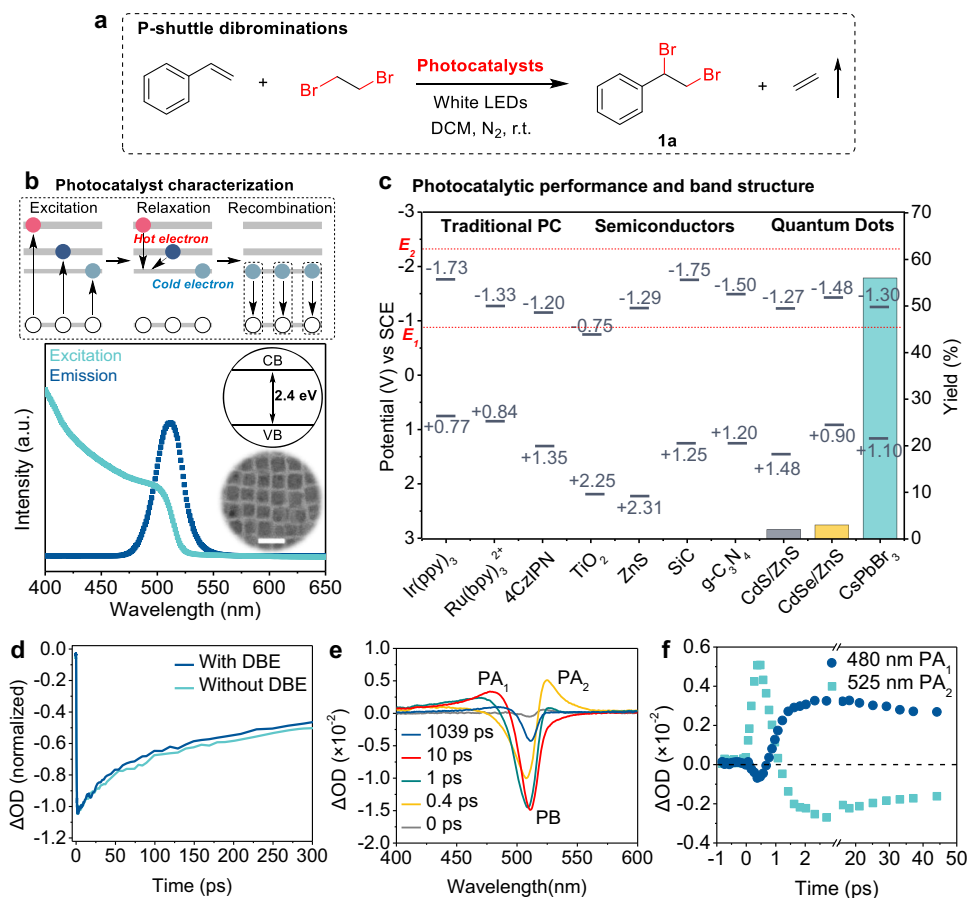 a
P-shuttle dibrominations
+
Br
Br
Photocatalysts
White LEDs
DCM, N₂, r.t.
Br
Br
1a
+
b Photocatalyst characterization
Excitation Relaxation Recombination
Hot electron
Cold electron
Excitation
Emission
CB
2.4 eV
VB
Intensity (a.u.)
400 450 500 550 600 650
Wavelength (nm)
c Photocatalytic performance and band structure
Traditional PC Semiconductors Quantum Dots
E₂
E₁
-3
-2
-1
0
1
2
3
Potential (V) vs SCE
-1.73
-1.33
-1.20
-0.75
-1.29
-1.75
-1.50
-1.27
-1.48
-1.30
+0.77
+0.84
+1.35
+2.25
+2.31
+1.25
+1.20
+1.48
+0.90
+1.10
70
60
50
40
30
20
10
0
Yield (%)
Ir(ppy)₃
Ru(bpy)₃²⁺
4CzIPN
TiO₂
ZnS
SiC
g-C₃N₄
CdS/ZnS
CdSe/ZnS
CsPbBr₃
d
With DBE
Without DBE
0.0
-0.2
-0.4
-0.6
-0.8
-1.0
-1.2
ΔOD (normalized)
0 50 100 150 200 250 300
Time (ps)
e
PA₁
PA₂
PB
1039 ps
10 ps
1 ps
0.4 ps
0 ps
1.0
0.5
0.0
-0.5
-1.0
-1.5
-2.0
ΔOD (×10⁻²)
400 450 500 550 600
Wavelength(nm)
f
480 nm PA₁
525 nm PA₂
0.6
0.4
0.2
0.0
-0.2
-0.4
ΔOD (×10⁻²)
-1 0 1 2 10 20 30 40 50
Time (ps)